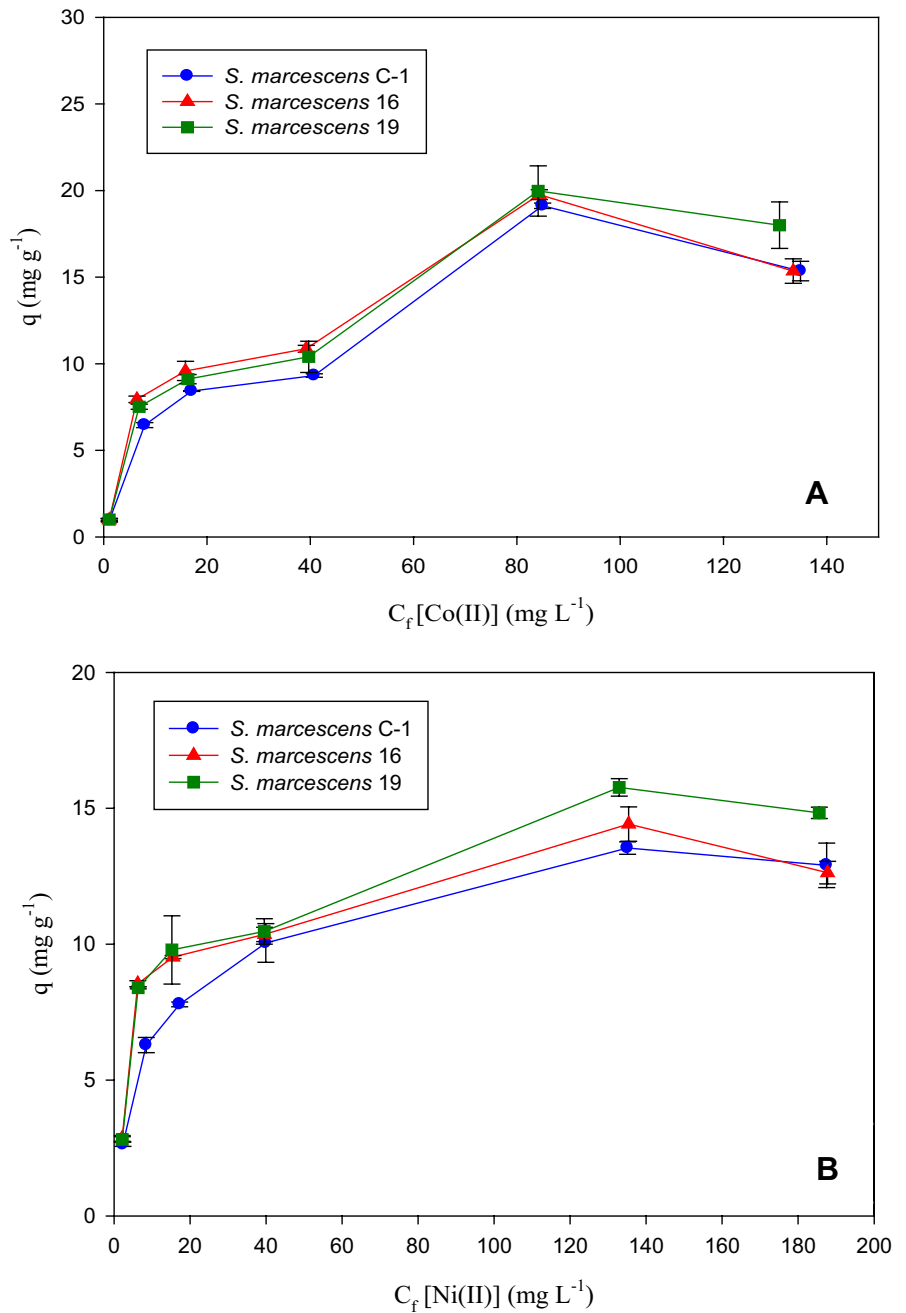 30
25
20
15
10
5
0
q (mg g⁻¹)
S. marcescens C-1
S. marcescens 16
S. marcescens 19
A
0 20 40 60 80 100 120 140
C_f [Co(II)] (mg L⁻¹)
20
15
10
5
0
q (mg g⁻¹)
S. marcescens C-1
S. marcescens 16
S. marcescens 19
B
0 20 40 60 80 100 120 140 160 180 200
C_f [Ni(II)] (mg L⁻¹)